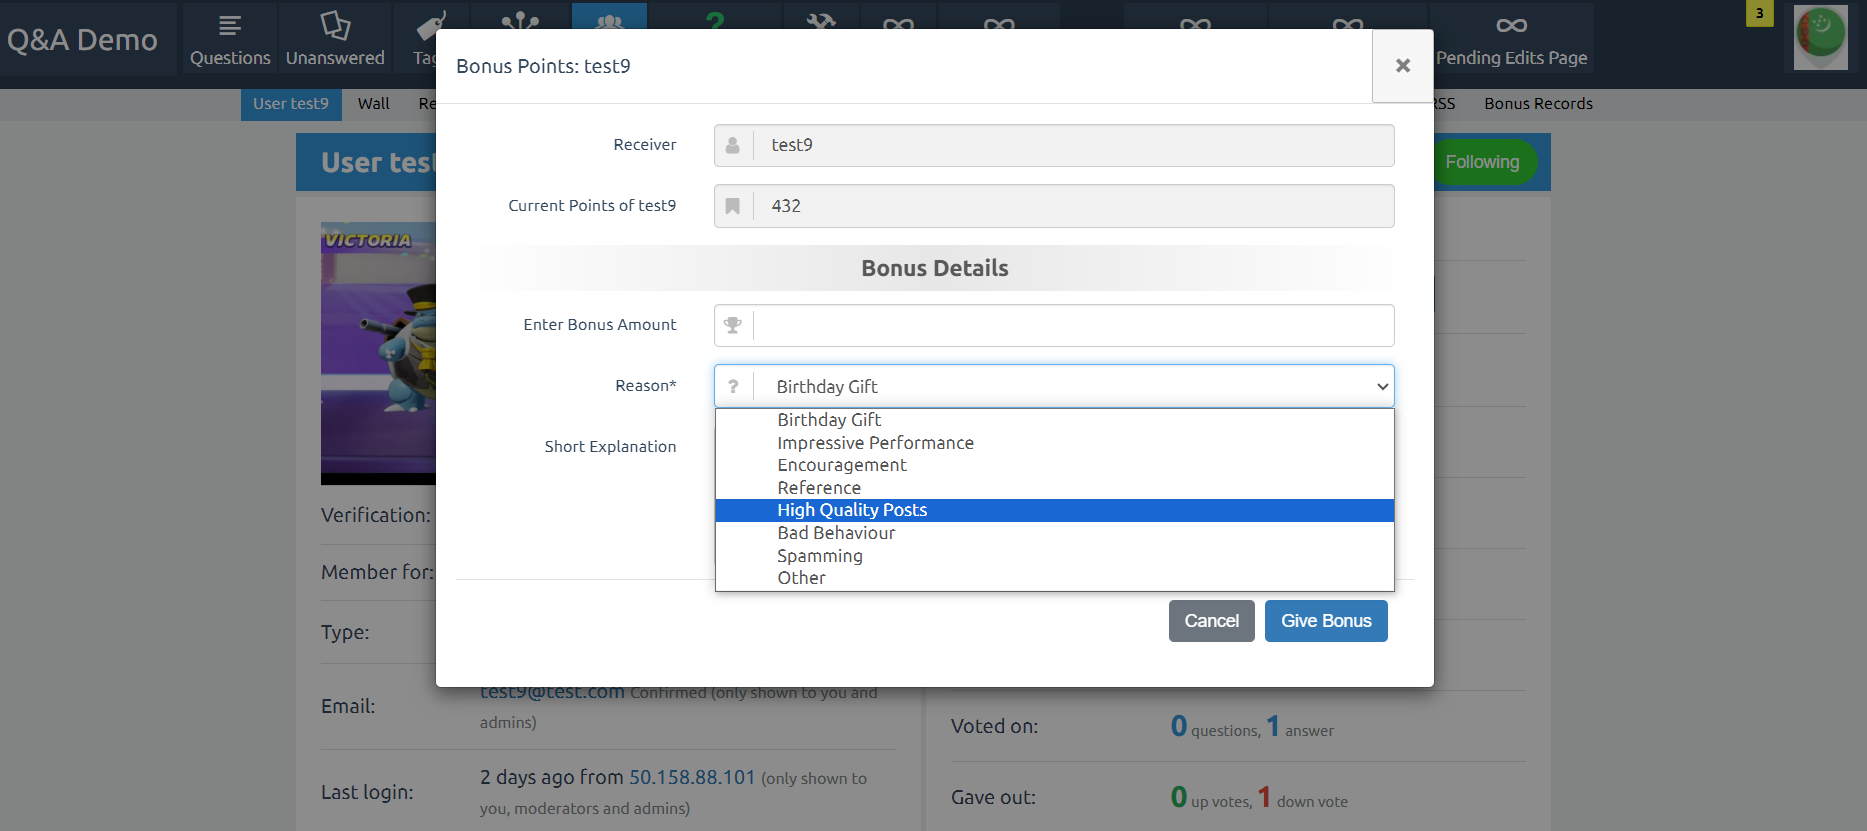 Q&A Demo
Questions
Unanswered
Pending Edits Page
3
Bonus Points: test9
×
User test9
Wall
RSS
Bonus Records
Following
VICTORIA
Receiver
test9
Current Points of test9
432
Bonus Details
Enter Bonus Amount
Reason*
? Birthday Gift
Birthday Gift
Impressive Performance
Encouragement
Reference
High Quality Posts
Bad Behaviour
Spamming
Other
Short Explanation
Cancel
Give Bonus
Verification:
Member for:
Type:
Email:
test9@test.com Confirmed (only shown to you and
admins)
Last login:
2 days ago from 50.158.88.101 (only shown to
you, moderators and admins)
Voted on:
0 questions, 1 answer
Gave out:
0 up votes, 1 down vote